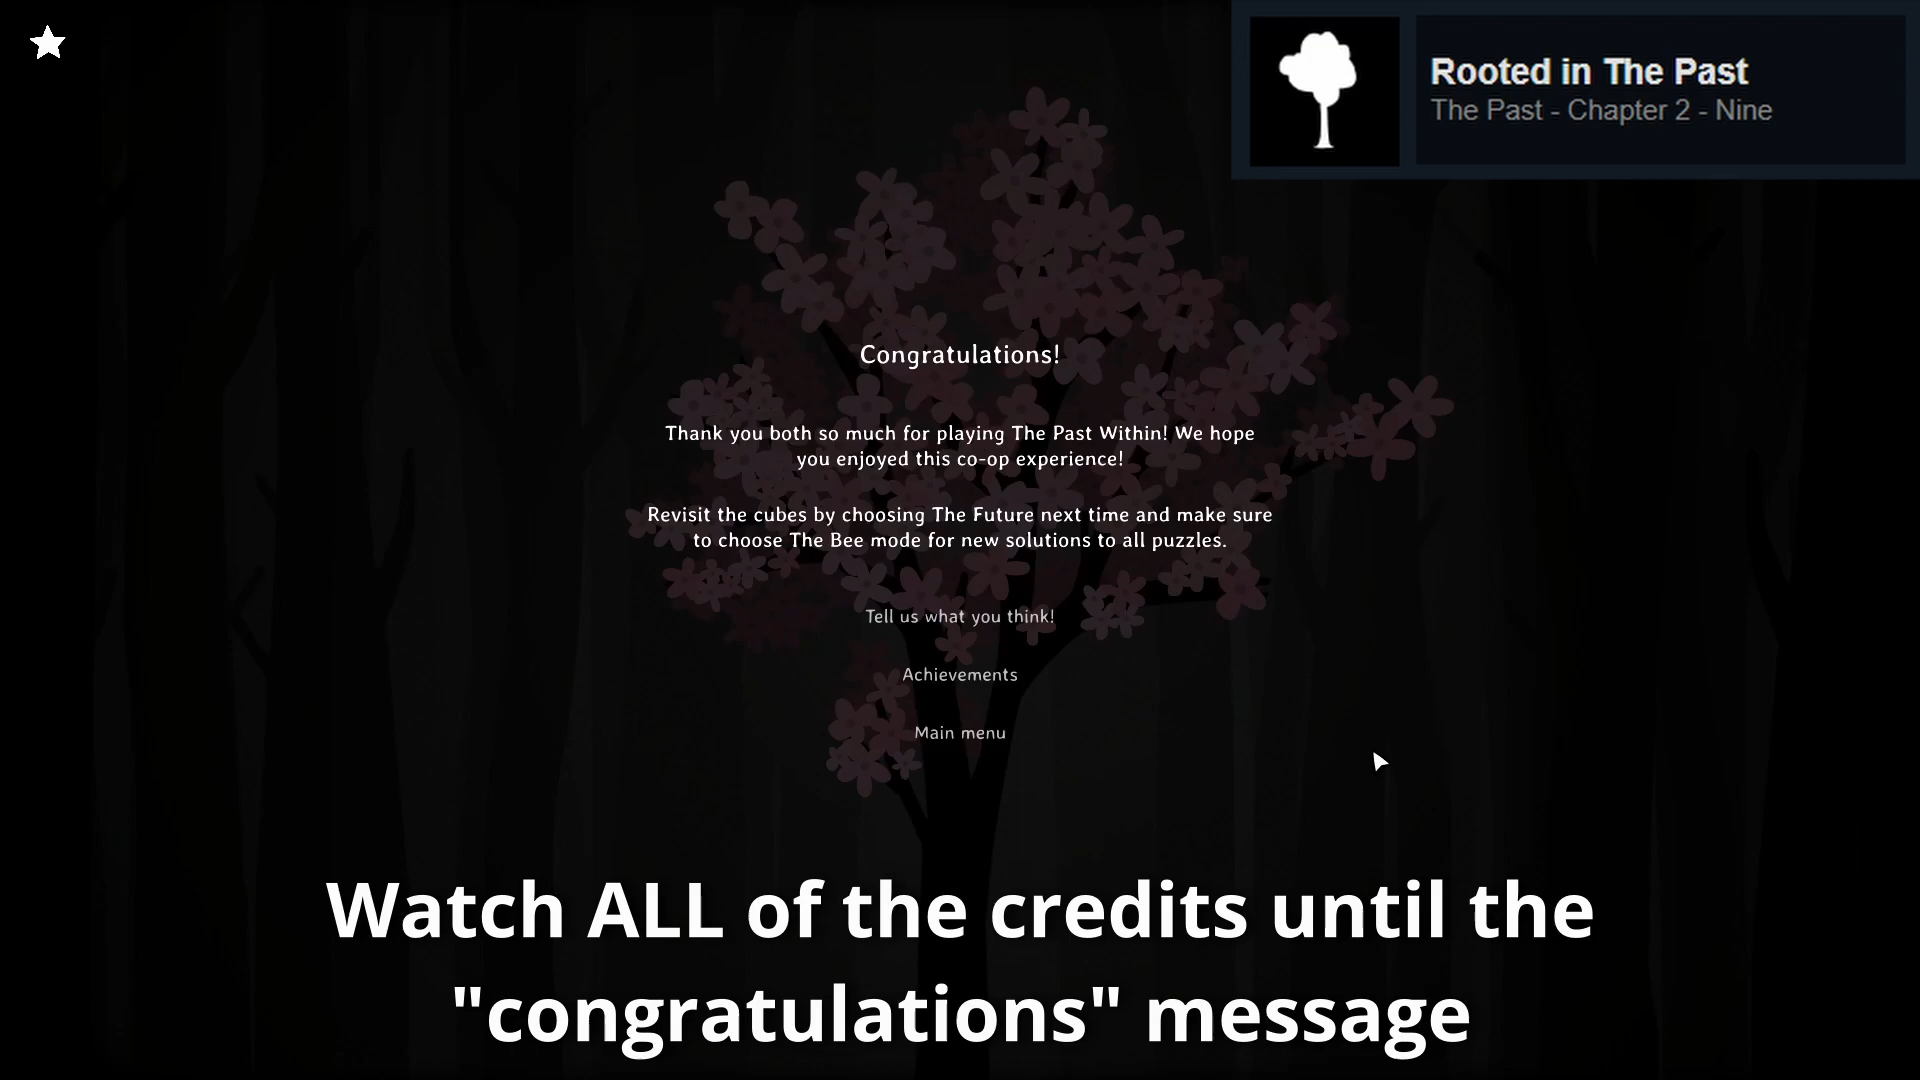 Rooted in The Past
The Past - Chapter 2 - Nine
Congratulations!
Thank you both so much for playing The Past Within! We hope
you enjoyed this co-op experience!
Revisit the cubes by choosing The Future next time and make sure
to choose The Bee mode for new solutions to all puzzles.
Tell us what you think!
Achievements
Main menu
Watch ALL of the credits until the
"congratulations" message